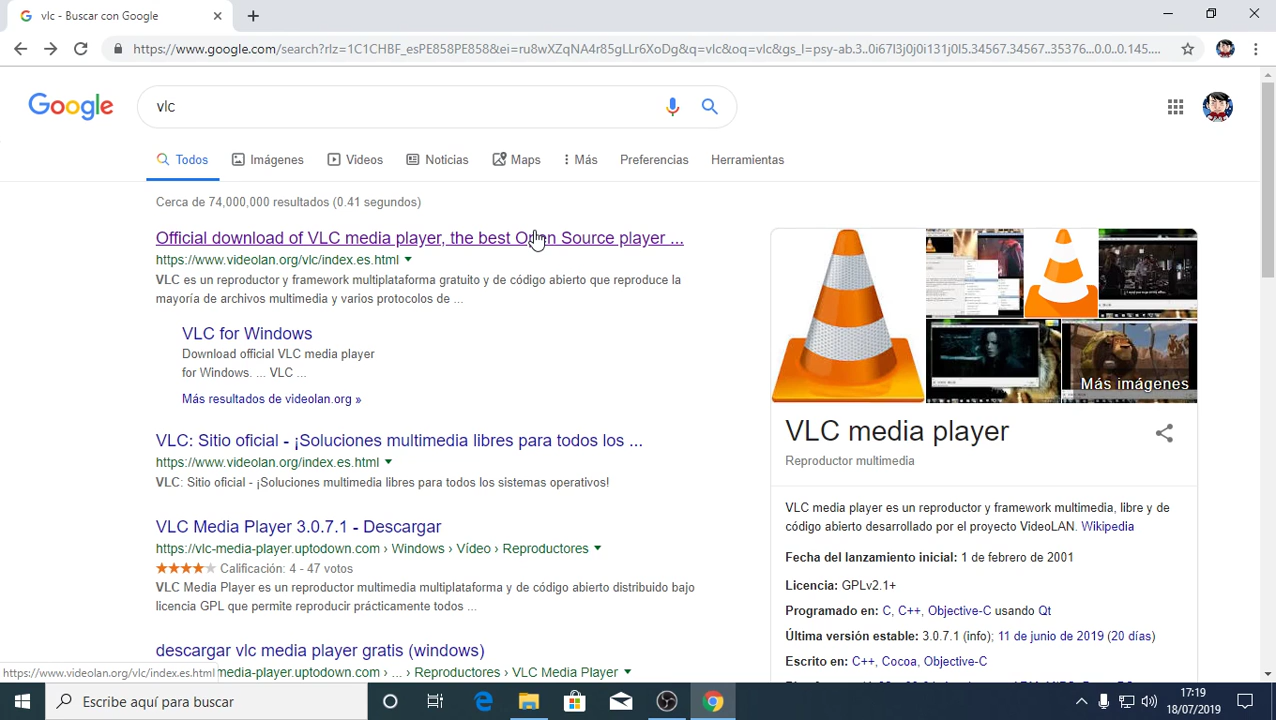 vlc - Buscar con Google
https://www.google.com/search?rlz=1C1CHBF_esPE858PE858&ei=ru8wXZqNA4r85gLLr6XoDg&q=vlc&oq=vlc&gs_l=psy-ab.3..0i67l3j0j0i131j0l5.34567.34567..35376...0.0..0.145....
Google
vlc
Todos Imágenes Videos Noticias Maps Más Preferencias Herramientas
Cerca de 74,000,000 resultados (0.41 segundos)
Official download of VLC media player, the best Open Source player ...
https://www.videolan.org/vlc/index.es.html
VLC es un reproductor y framework multiplataforma gratuito y de código abierto que reproduce la
mayoría de archivos multimedia y varios protocolos de ...
VLC for Windows
Download official VLC media player
for Windows. ... VLC ...
Más resultados de videolan.org »
VLC: Sitio oficial - ¡Soluciones multimedia libres para todos los ...
https://www.videolan.org/index.es.html
VLC: Sitio oficial - ¡Soluciones multimedia libres para todos los sistemas operativos!
VLC Media Player 3.0.7.1 - Descargar
https://vlc-media-player.uptodown.com › Windows › Vídeo › Reproductores
Calificación: 4 - 47 votos
VLC Media Player es un reproductor multimedia multiplataforma y de código abierto distribuido bajo
licencia GPL que permite reproducir prácticamente todos ...
descargar vlc media player gratis (windows)
media-player.uptodown.com › ... › Reproductores › VLC Media Player
https://www.videolan.org/vlc/index.es.html
Más imágenes
VLC media player
Reproductor multimedia
VLC media player es un reproductor y framework multimedia, libre y de
código abierto desarrollado por el proyecto VideoLAN. Wikipedia
Fecha del lanzamiento inicial: 1 de febrero de 2001
Licencia: GPLv2.1+
Programado en: C, C++, Objective-C usando Qt
Última versión estable: 3.0.7.1 (info); 11 de junio de 2019 (20 días)
Escrito en: C++, Cocoa, Objective-C
Escribe aquí para buscar
17:19
18/07/2019